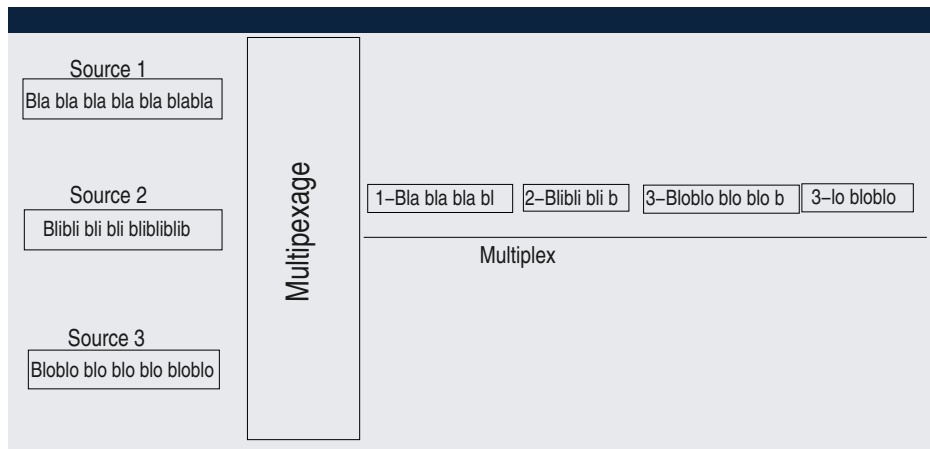 Source 1
Bla bla bla bla bla blabla
Source 2
Blibli bli bli blibliblib
Source 3
Bloblo blo blo blo bloblo
Multipexage
1–Bla bla bla bl
2–Blibli bli b
3–Bloblo blo blo b
3–lo bloblo
Multiplex